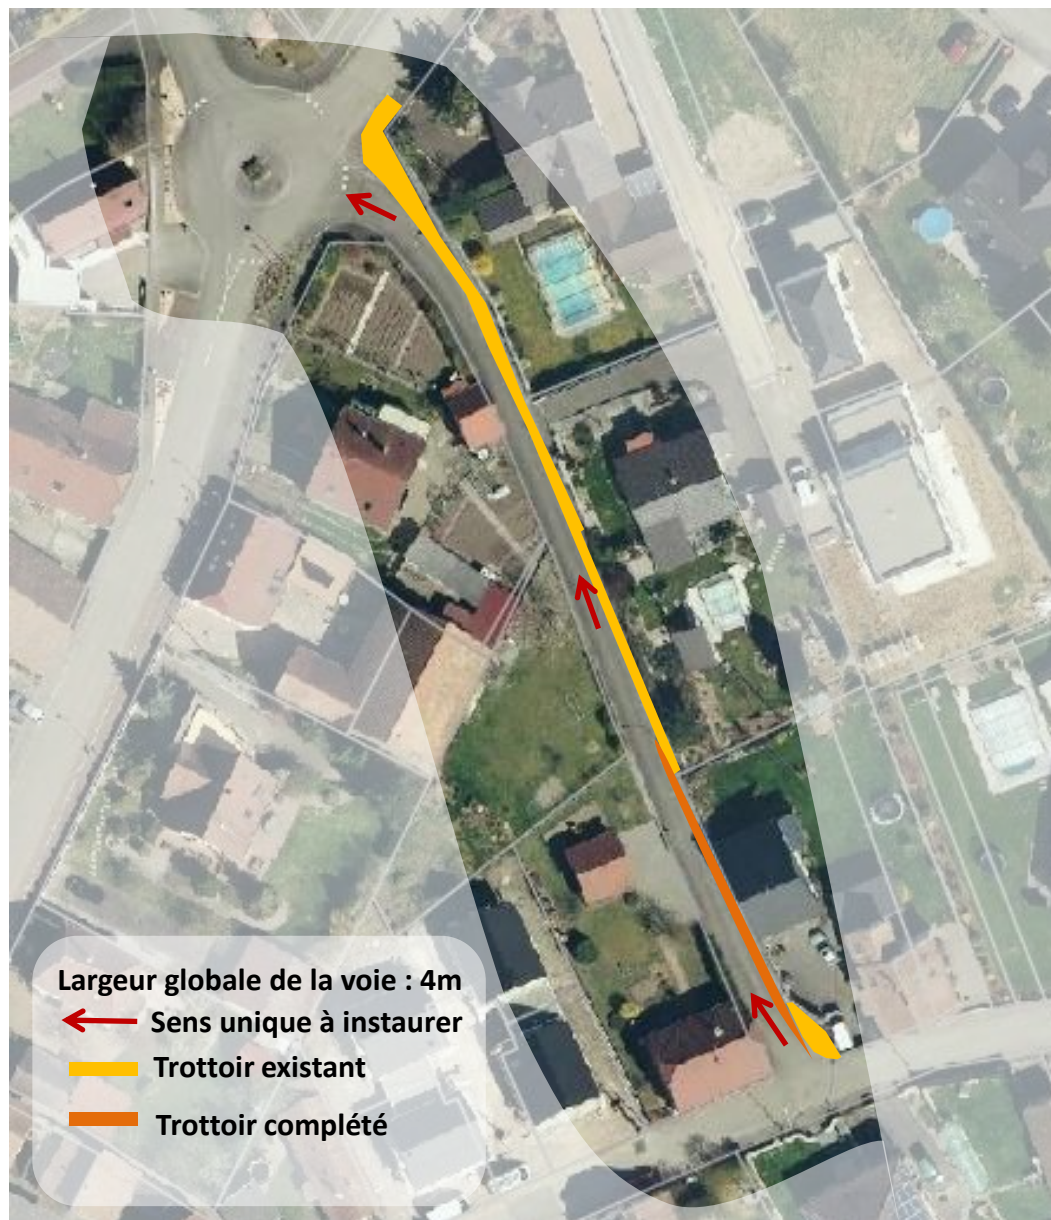 Largeur globale de la voie : 4m
Sens unique à instaurer
Trottoir existant
Trottoir complété